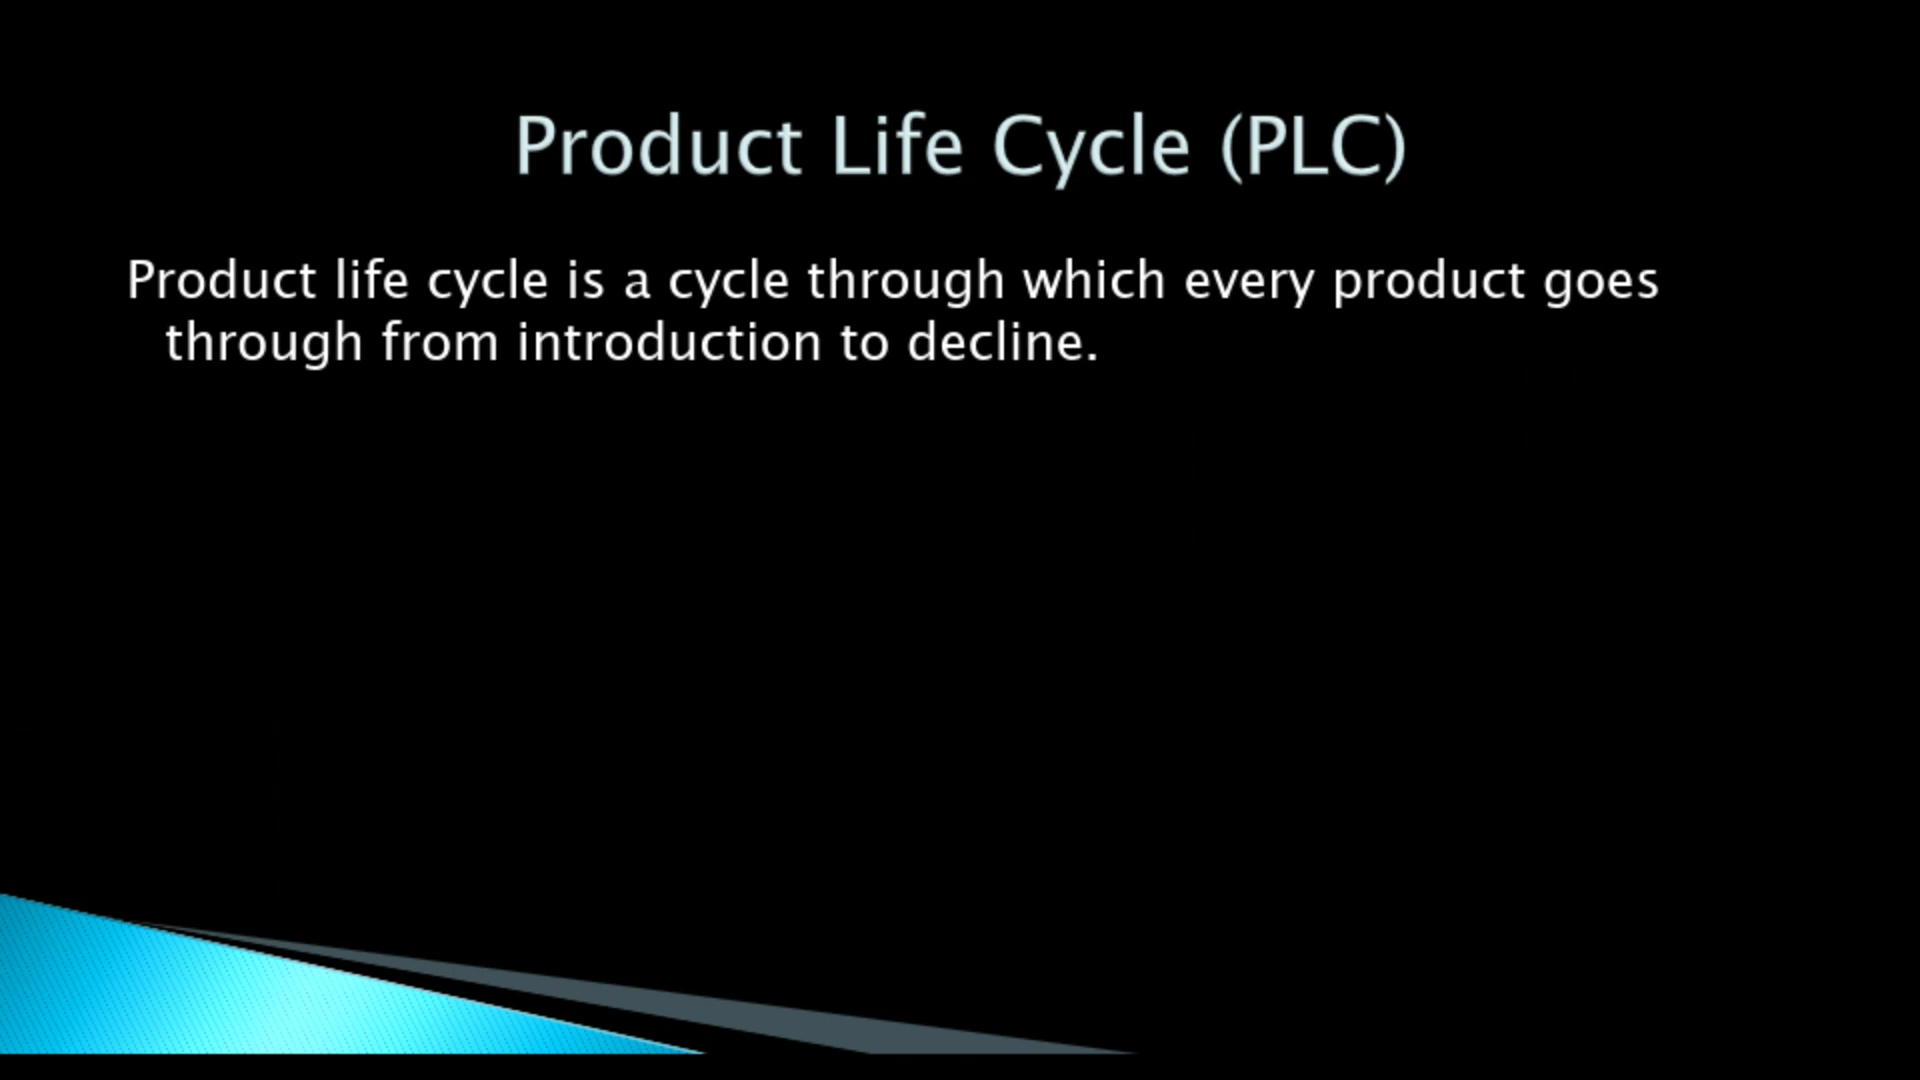 Product Life Cycle (PLC)
Product life cycle is a cycle through which every product goes
through from introduction to decline.